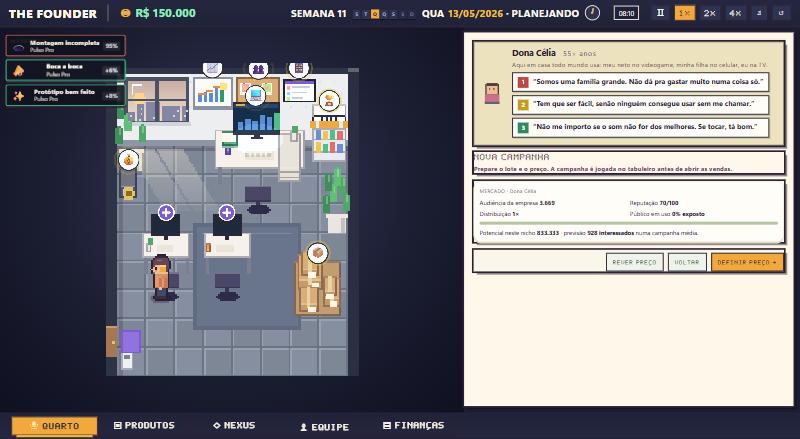 THE FOUNDER
R$ 150.000
SEMANA 11
S T Q Q S S D
QUA 13/05/2026 · PLANEJANDO
08:10
1× 2× 4×
Montagem incompleta
Pulso Pro
Boca a boca
Pulso Pro
+6%
Protótipo bem feito
Pulso Pro
+8%
Dona Célia 55+ anos
Aqui em casa todo mundo usa: meu neto no videogame, minha filha no celular, eu na TV.
1 "Somos uma família grande. Não dá pra gastar muito numa coisa só."
2 "Tem que ser fácil, senão ninguém consegue usar sem me chamar."
3 "Não me importo se o som não for dos melhores. Se tocar, tá bom."
NOVA CAMPANHA
Prepare o lote e o preço. A campanha é jogada no tabuleiro antes de abrir as vendas.
MERCADO · Dona Célia
Audiência da empresa 3.669
Reputação 70/100
Distribuição 1×
Público em uso 0% exposto
Potencial neste nicho 833.333 · previsão 928 interessados numa campanha média.
REVER PREÇO
VOLTAR
DEFINIR PREÇO
QUARTO
PRODUTOS
NEXUS
EQUIPE
FINANÇAS